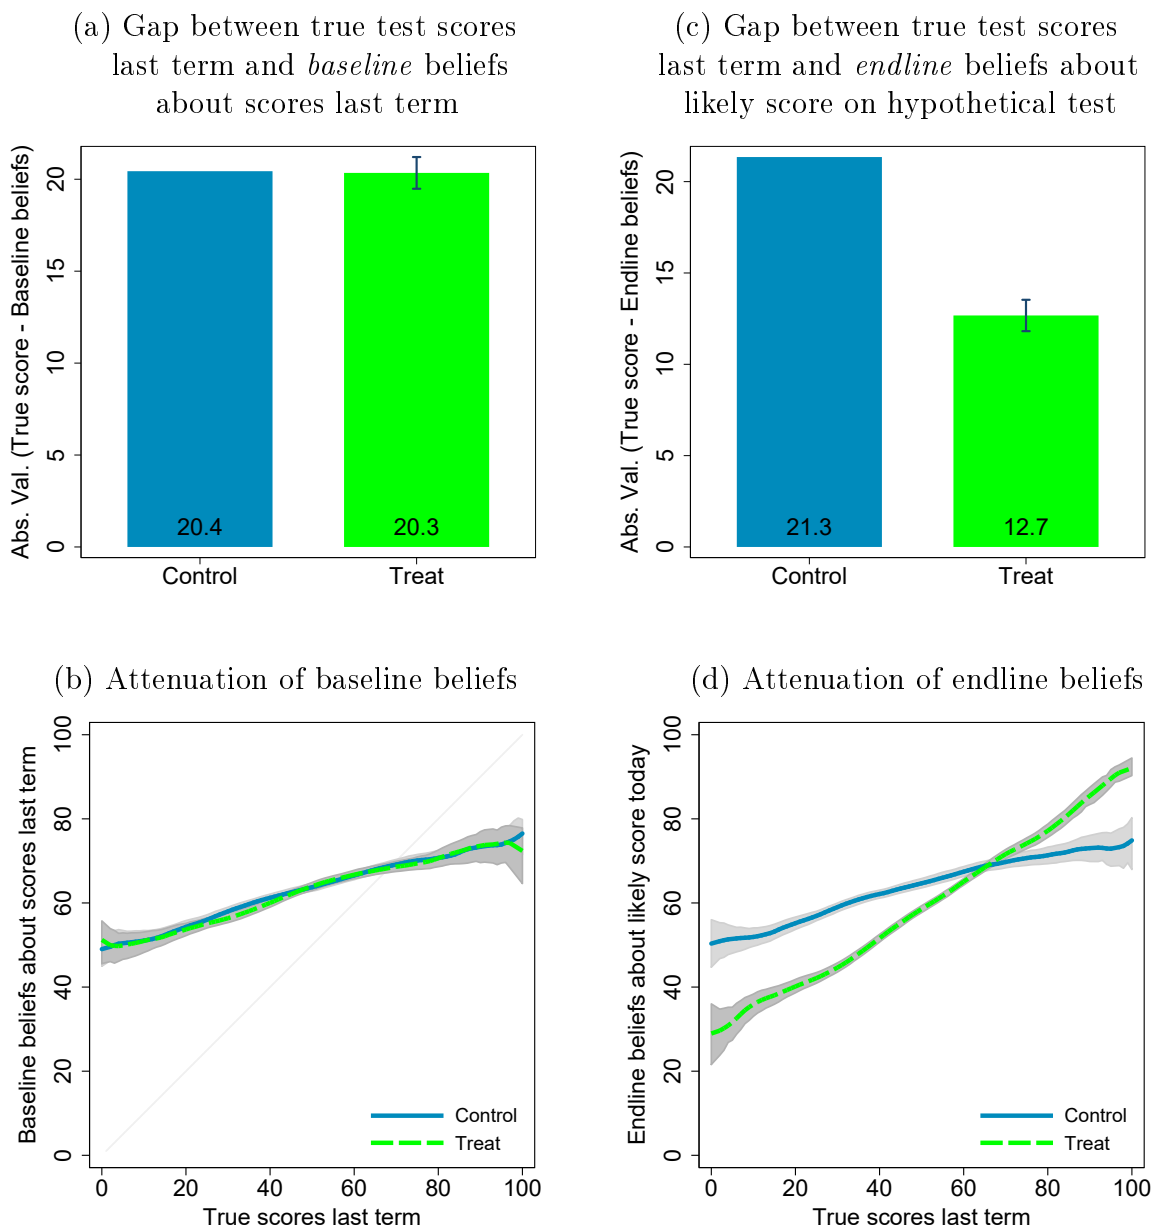 (a) Gap between true test scores
last term and baseline beliefs
about scores last term
Abs. Val. (True score - Baseline beliefs)
20
15
10
5
0
20.4
20.3
Control
Treat
(c) Gap between true test scores
last term and endline beliefs about
likely score on hypothetical test
Abs. Val. (True score - Endline beliefs)
20
15
10
5
0
21.3
12.7
Control
Treat
(b) Attenuation of baseline beliefs
Baseline beliefs about scores last term
100
80
60
40
20
0
Control
Treat
0 20 40 60 80 100
True scores last term
(d) Attenuation of endline beliefs
Endline beliefs about likely score today
100
80
60
40
20
0
Control
Treat
0 20 40 60 80 100
True scores last term